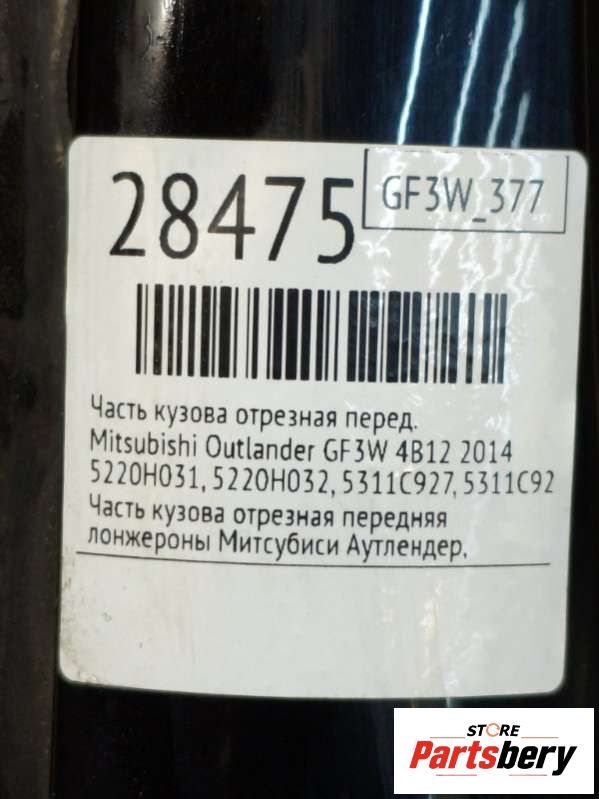 28475
GF3W_377
Часть кузова отрезная перед.
Mitsubishi Outlander GF3W 4B12 2014
5220H031, 5220H032, 5311C927, 5311C92
Часть кузова отрезная передняя
лонжероны Митсубиси Аутлендер,
STORE
Partsbery